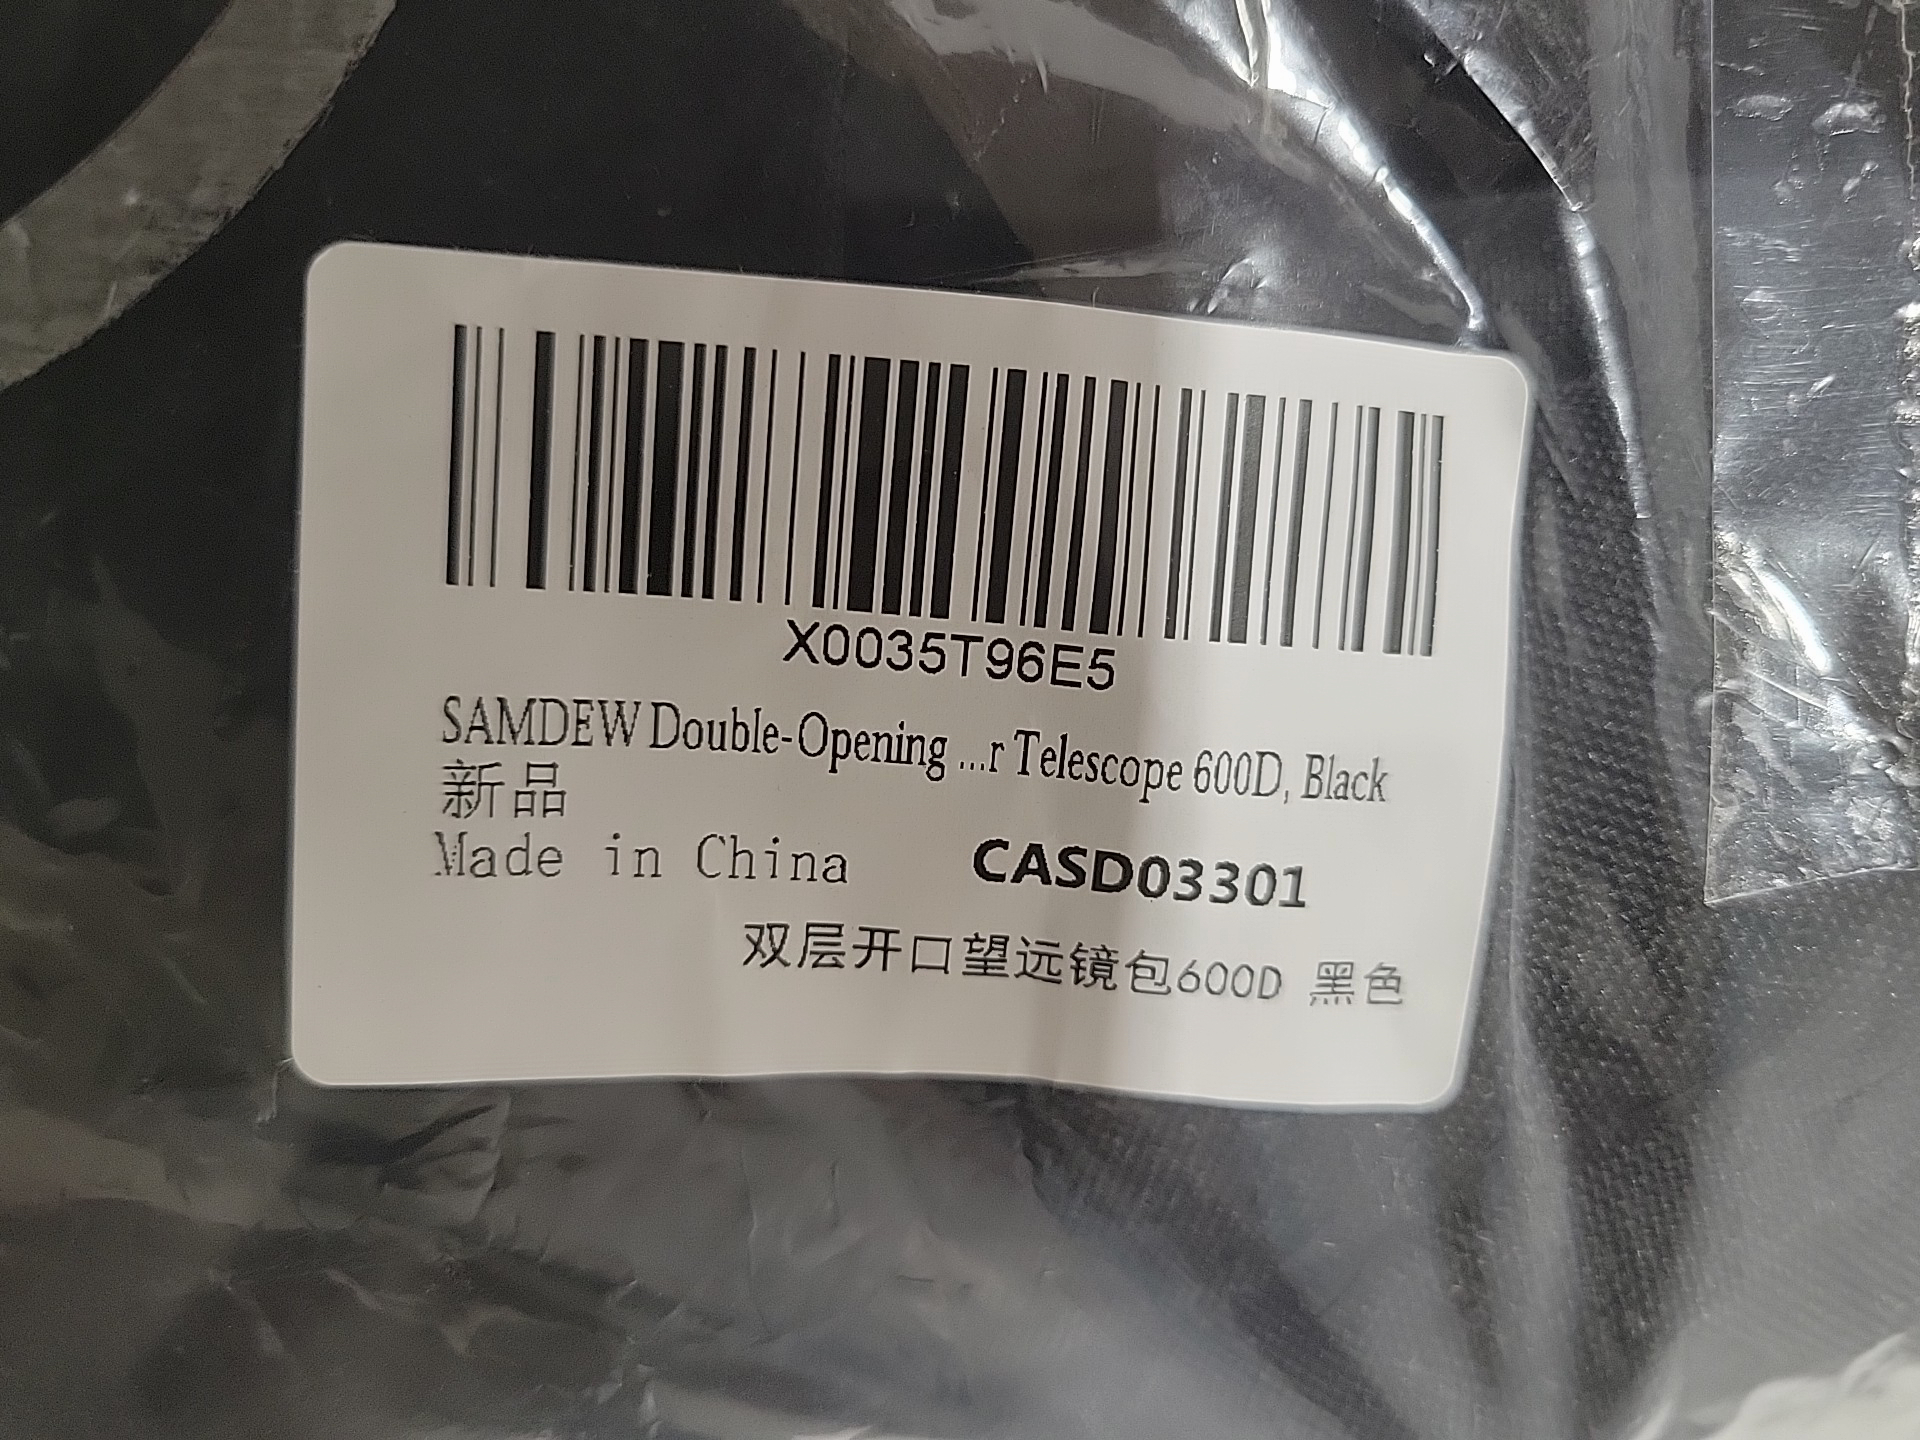 X0035T96E5
SAMDEW Double-Opening ...r Telescope 600D, Black
新品
Made in China CASD03301
双层开口望远镜包600D 黑色